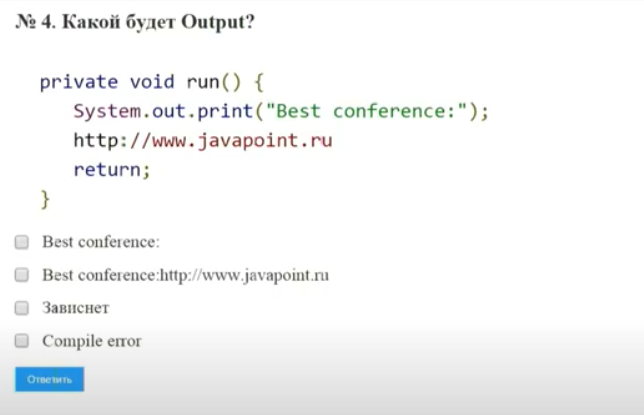 № 4. Какой будет Output?
private void run() {
System.out.print("Best conference:");
http://www.javapoint.ru
return;
}
Best conference:
Best conference:http://www.javapoint.ru
Зависнет
Compile error
Ответить